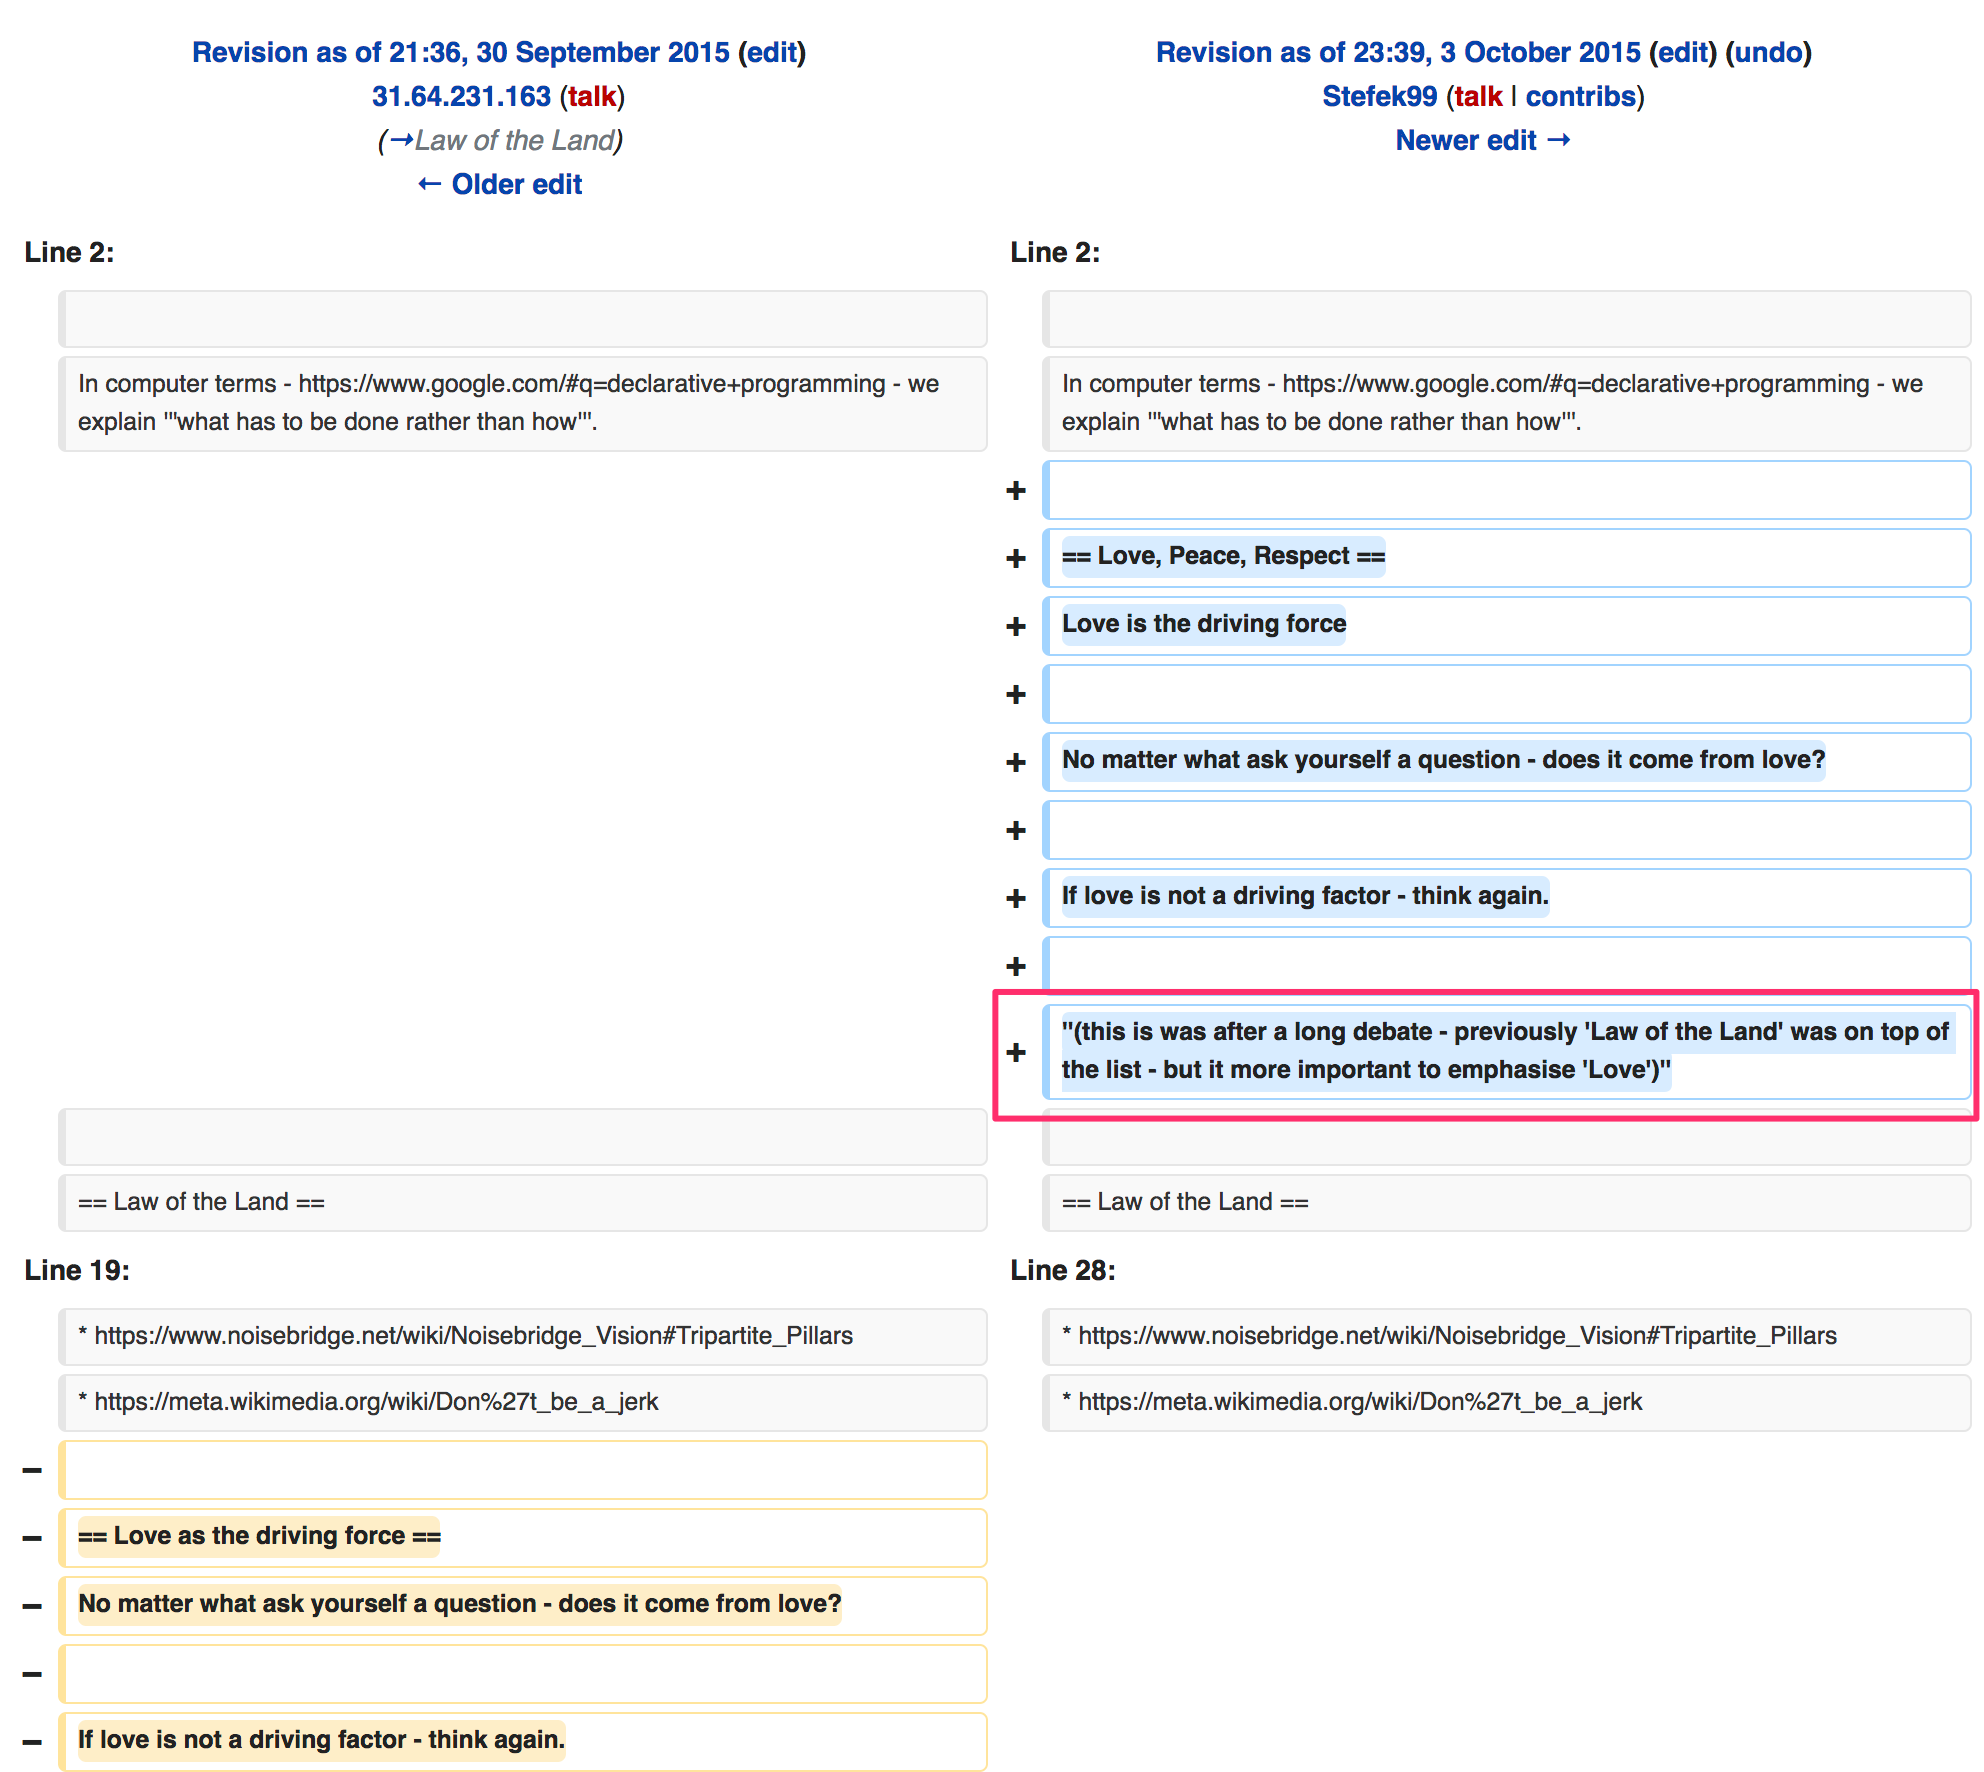 Revision as of 21:36, 30 September 2015 (edit)
31.64.231.163 (talk)
(→Law of the Land)
← Older edit
Revision as of 23:39, 3 October 2015 (edit) (undo)
Stefek99 (talk | contribs)
Newer edit →
Line 2:
Line 2:
In computer terms - https://www.google.com/#q=declarative+programming - we
explain '''what has to be done rather than how'''.
In computer terms - https://www.google.com/#q=declarative+programming - we
explain '''what has to be done rather than how'''.
+
+ == Love, Peace, Respect ==
+ Love is the driving force
+
+ No matter what ask yourself a question - does it come from love?
+
+ If love is not a driving factor - think again.
+
+ ''(this is was after a long debate - previously 'Law of the Land' was on top of
the list - but it more important to emphasise 'Love')''
== Law of the Land ==
== Law of the Land ==
Line 19:
Line 28:
* https://www.noisebridge.net/wiki/Noisebridge_Vision#Tripartite_Pillars
* https://www.noisebridge.net/wiki/Noisebridge_Vision#Tripartite_Pillars
* https://meta.wikimedia.org/wiki/Don%27t_be_a_jerk
* https://meta.wikimedia.org/wiki/Don%27t_be_a_jerk
−
− == Love as the driving force ==
− No matter what ask yourself a question - does it come from love?
−
− If love is not a driving factor - think again.